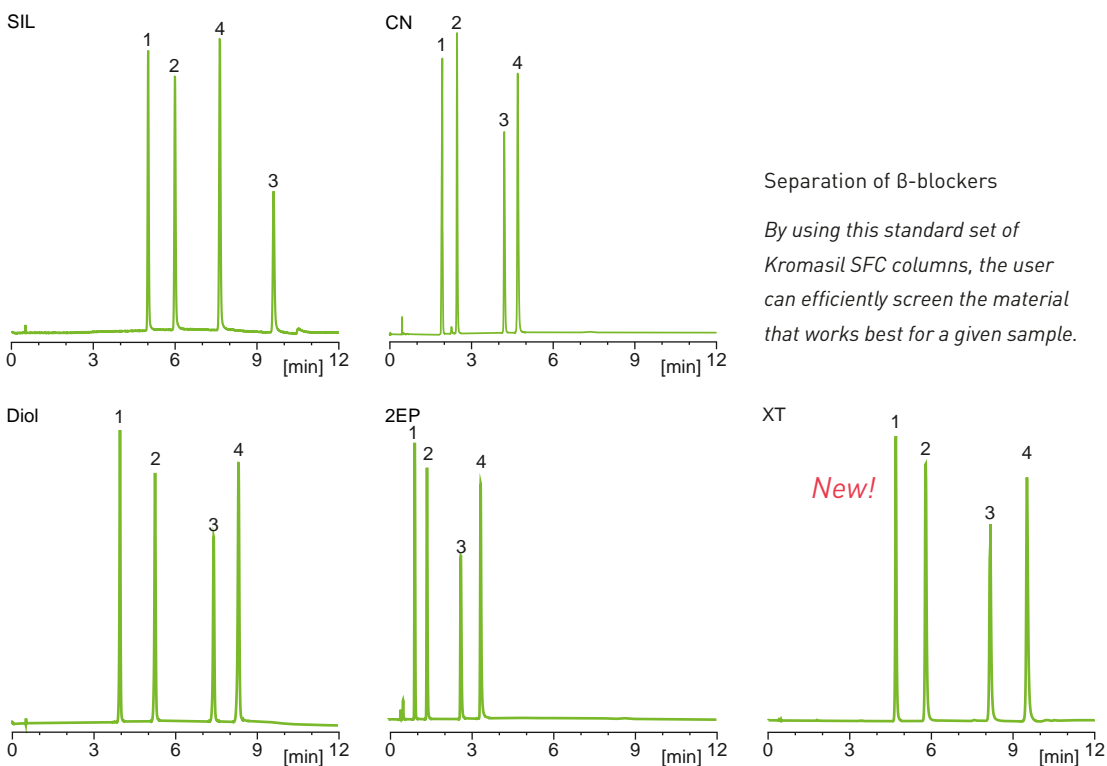 SIL
1
2
4
3
0 3 6 9 12
[min]
CN
1
2
3
4
0 3 6 9 12
[min]
Separation of ß-blockers
By using this standard set of
Kromasil SFC columns, the user
can efficiently screen the material
that works best for a given sample.
Diol
1
2
3
4
0 3 6 9 12
[min]
2EP
1
2
3
4
0 3 6 9 12
[min]
XT
New!
1
2
3
4
0 3 6 9 12
[min]